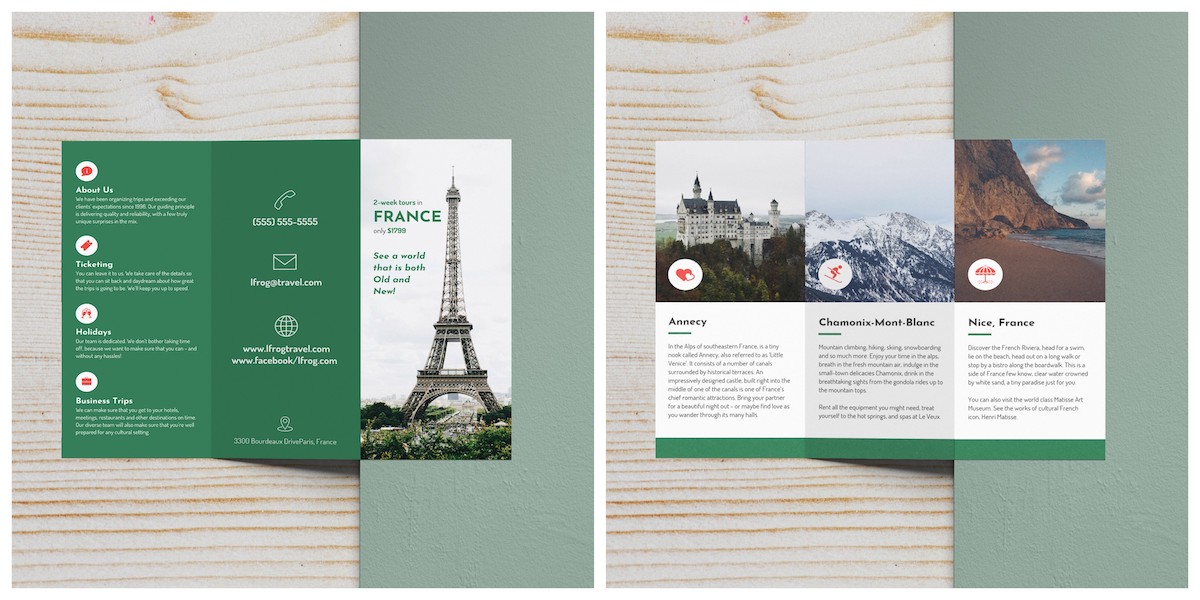 About Us
We have been organizing trips and exceeding our
clients' expectations since 1996. Our guiding principle
is delivering quality and reliability, with a few truly
unique surprises in the mix.
Ticketing
You can leave it to us. We take care of the details so
that you can sit back and daydream about how great
the trips is going to be. We'll keep you up to speed.
Holidays
Our team is dedicated. We don't bother taking time
off, because we want to make sure that you can - and
without any hassles!
Business Trips
We can make sure that you get to your hotels,
meetings, restaurants and other destinations on time.
Our diverse team will also make sure that you're well
prepared for any cultural setting.
(555) 555-5555
lfrog@travel.com
www.lfrogtravel.com
www.facebook/lfrog.com
3300 Bourdeaux DriveParis, France
2-week tours in
FRANCE
only $1799
See a world
that is both
Old and
New!
Annecy
In the Alps of southeastern France, is a tiny
nook called Annecy, also referred to as 'Little
Venice'. It consists of a number of canals
surrounded by historical terraces. An
impressively designed castle, built right into the
middle of one of the canals is one of France's
chief romantic attractions. Bring your partner
for a beautiful night out - or maybe find love as
you wander through its many halls.
Chamonix-Mont-Blanc
Mountain climbing, hiking, skiing, snowboarding
and so much more. Enjoy your time in the alps,
breath in the fresh mountain air, indulge in the
small-town delicacies Chamonix, drink in the
breathtaking sights from the gondola rides up to
the mountain tops.
Rent all the equipment you might need, treat
yourself to the hot springs, and spas at Le Veux.
Nice, France
Discover the French Riviera, head for a swim,
lie on the beach, head out on a long walk or
stop by a bistro along the boardwalk. This is a
side of France few know, clear water crowned
by white sand, a tiny paradise just for you.
You can also visit the world class Matisse Art
Museum. See the works of cultural French
icon, Henri Matisse.